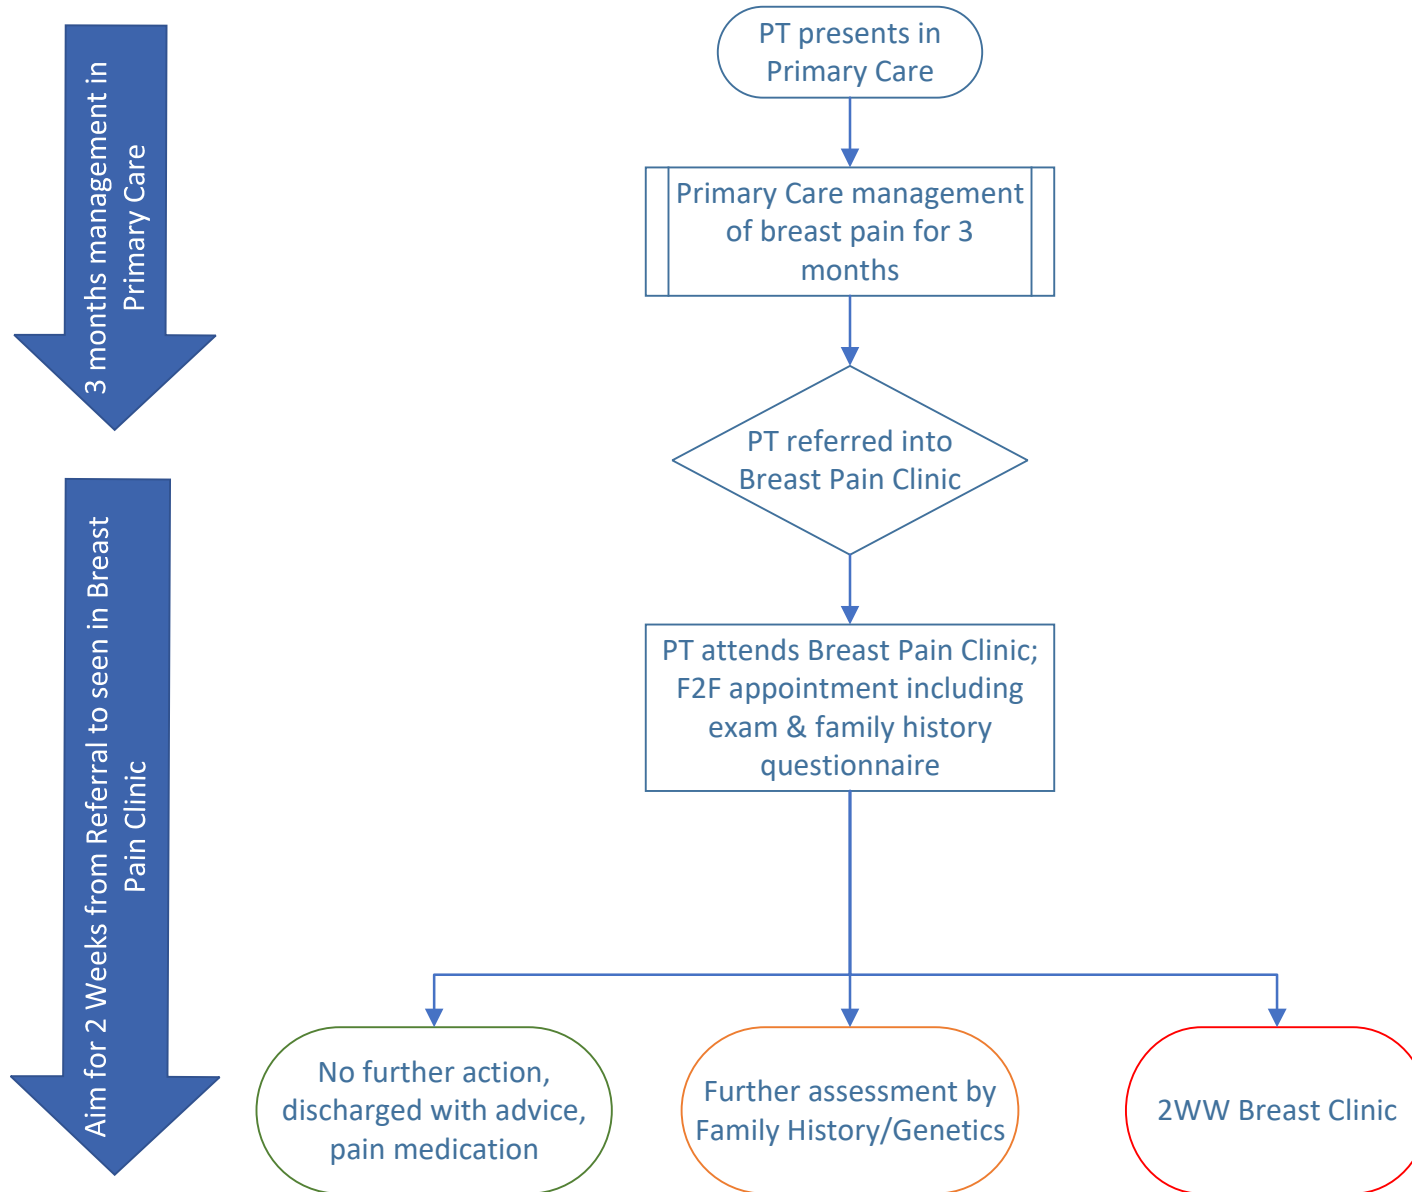 3 months management in
Primary Care
Aim for 2 Weeks from Referral to seen in Breast
Pain Clinic
PT presents in
Primary Care
Primary Care management
of breast pain for 3
months
PT referred into
Breast Pain Clinic
PT attends Breast Pain Clinic;
F2F appointment including
exam & family history
questionnaire
No further action,
discharged with advice,
pain medication
Further assessment by
Family History/Genetics
2WW Breast Clinic